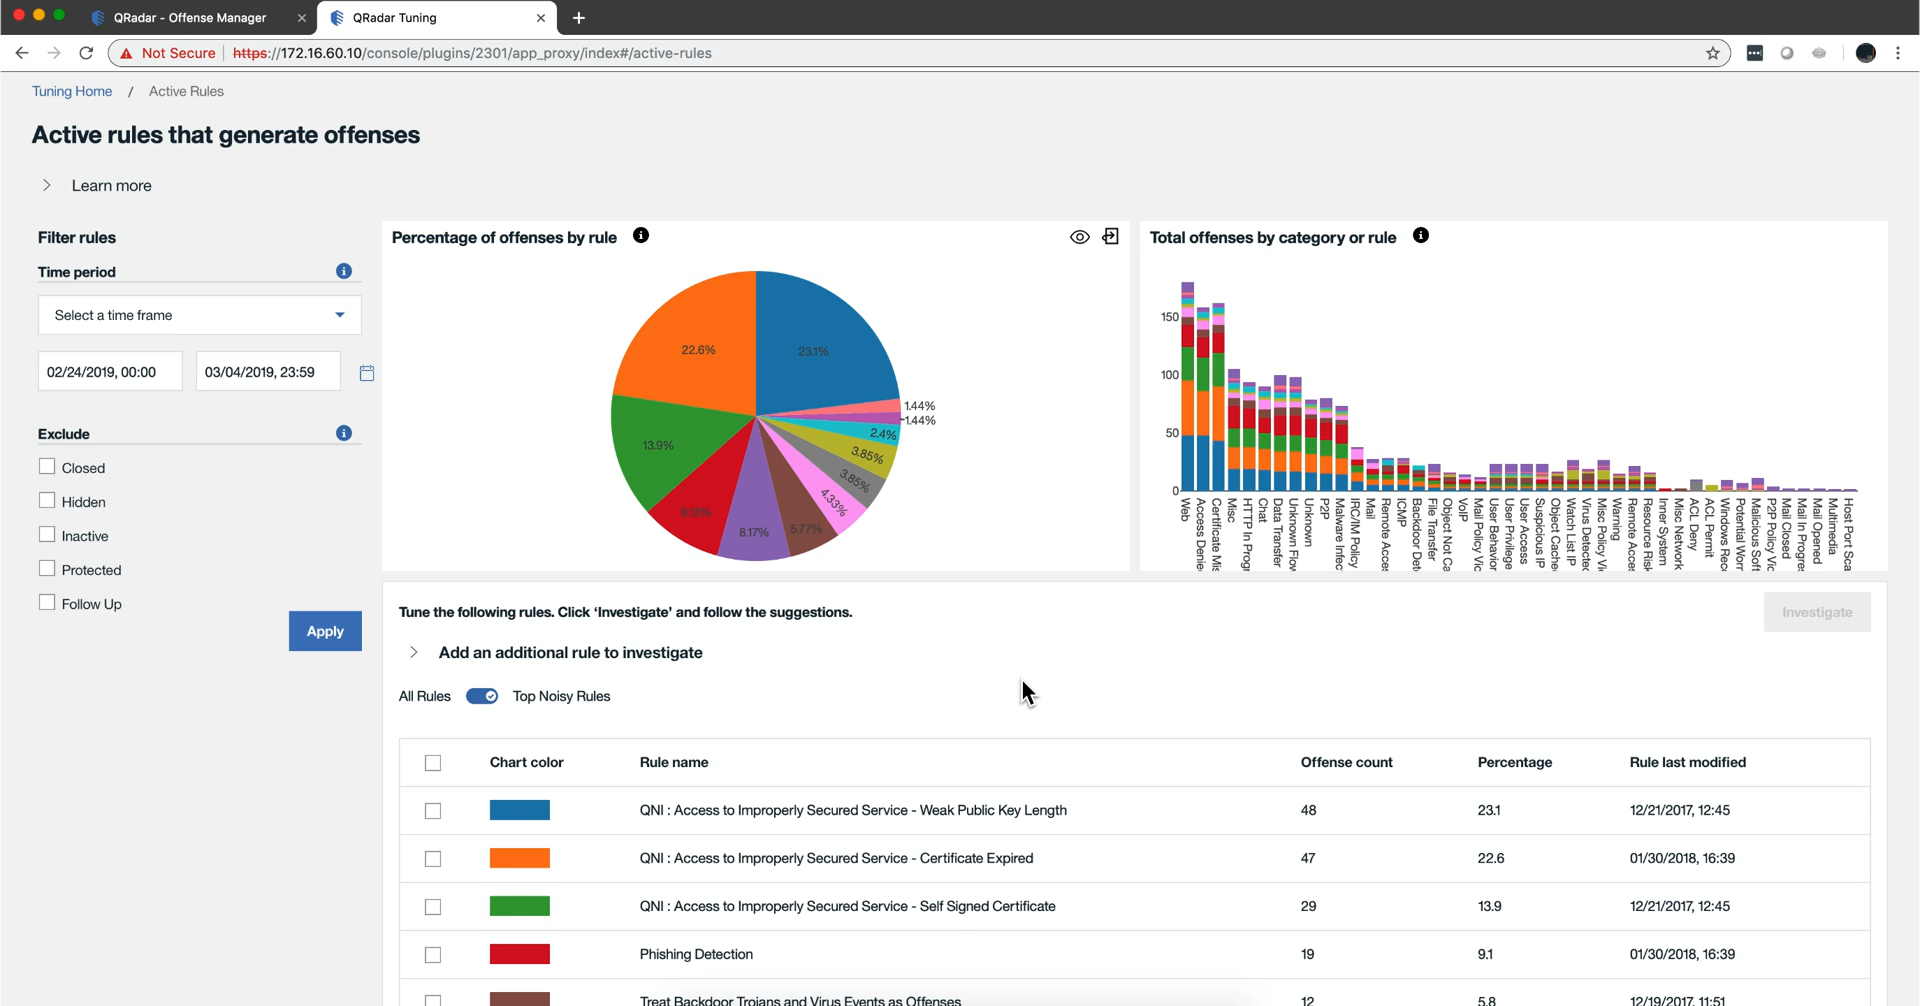 QRadar - Offense Manager
QRadar Tuning
Not Secure
https://172.16.60.10/console/plugins/2301/app_proxy/index#/active-rules
Tuning Home / Active Rules
Active rules that generate offenses
Learn more
Filter rules
Time period
Select a time frame
02/24/2019, 00:00
03/04/2019, 23:59
Exclude
Closed
Hidden
Inactive
Protected
Follow Up
Apply
Percentage of offenses by rule
22.6%
23.1%
1.44%
1.44%
2.4%
3.85%
3.85%
4.33%
5.77%
8.17%
9.13%
13.9%
Total offenses by category or rule
150
100
50
0
Web
Access Denie
Certificate Mis
Misc
HTTP In Progr
Chat
Data Transfer
Unknown Flow
Unknown
P2P
Malware Infec
IRC/IM Policy
Mail
Remote Acces
ICMP
Backdoor Det
File Transfer
Object Not Ca
VoIP
Mail Policy Vic
User Behavior
User Privilege
User Access
Suspicious IP
Object Cache
Watch List IP
Virus Detected
Misc Policy Vi
Warning
Remote Acces
Resource Risk
Inner System
Misc Network
ACL Deny
ACL Permit
Windows Reco
Potential Worm
Malicious Soft
P2P Policy Vic
Mail Closed
Mail In Progres
Mail Opened
Multimedia
Host Port Sca
Tune the following rules. Click ‘Investigate’ and follow the suggestions.
Investigate
Add an additional rule to investigate
All Rules
Top Noisy Rules
Chart color Rule name Offense count Percentage Rule last modified
QNI : Access to Improperly Secured Service - Weak Public Key Length 48 23.1 12/21/2017, 12:45
QNI : Access to Improperly Secured Service - Certificate Expired 47 22.6 01/30/2018, 16:39
QNI : Access to Improperly Secured Service - Self Signed Certificate 29 13.9 12/21/2017, 12:45
Phishing Detection 19 9.1 01/30/2018, 16:39
Treat Backdoor Trojans and Virus Events as Offenses 12 5.8 12/19/2017, 11:51